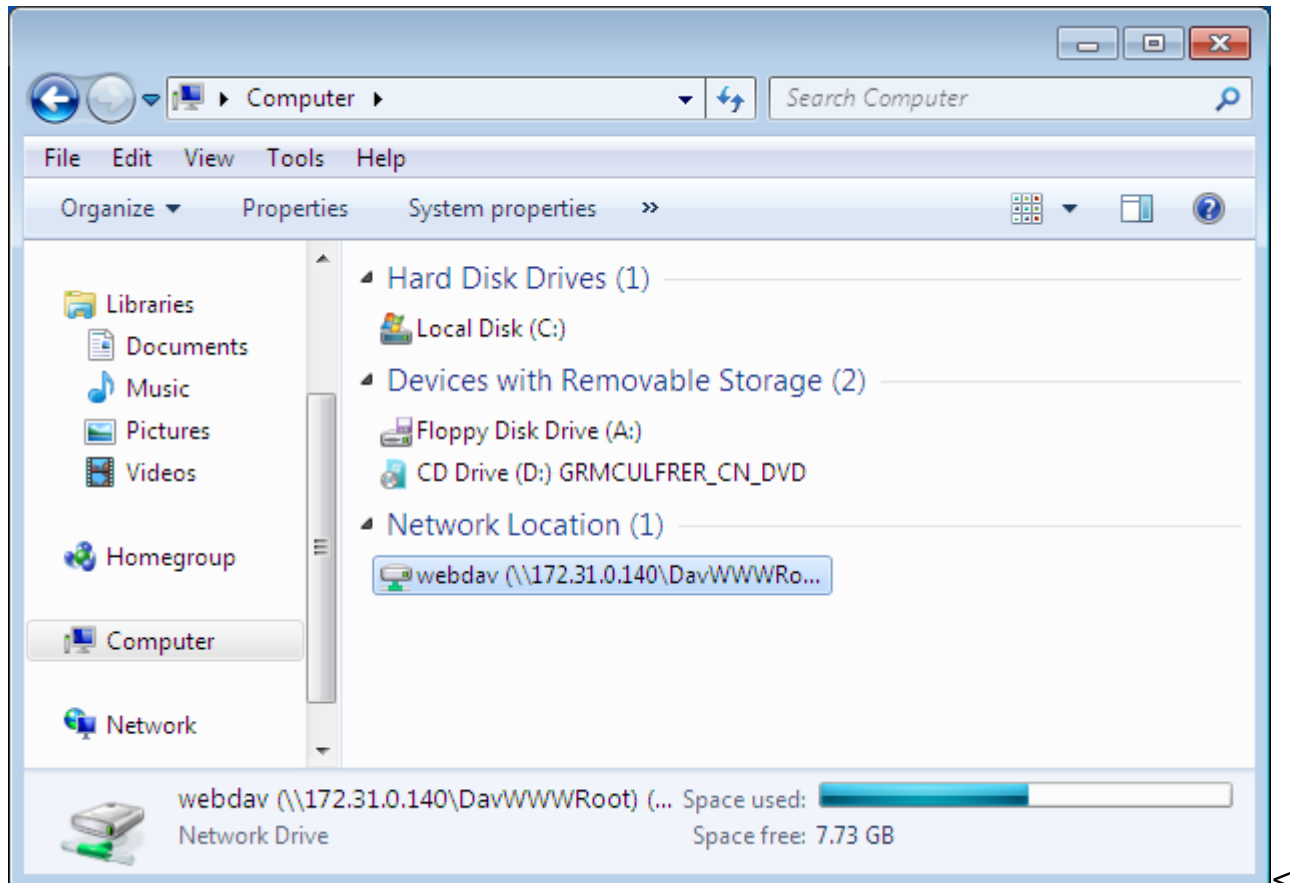 Computer
Search Computer
File Edit View Tools Help
Organize Properties System properties »
Libraries
Documents
Music
Pictures
Videos
Homegroup
Computer
Network
Hard Disk Drives (1)
Local Disk (C:)
Devices with Removable Storage (2)
Floppy Disk Drive (A:)
CD Drive (D:) GRMCULFRER_CN_DVD
Network Location (1)
webdav (\\172.31.0.140\DavWWWRo...
webdav (\\172.31.0.140\DavWWWRoot) (... Space used:
Network Drive Space free: 7.73 GB
<